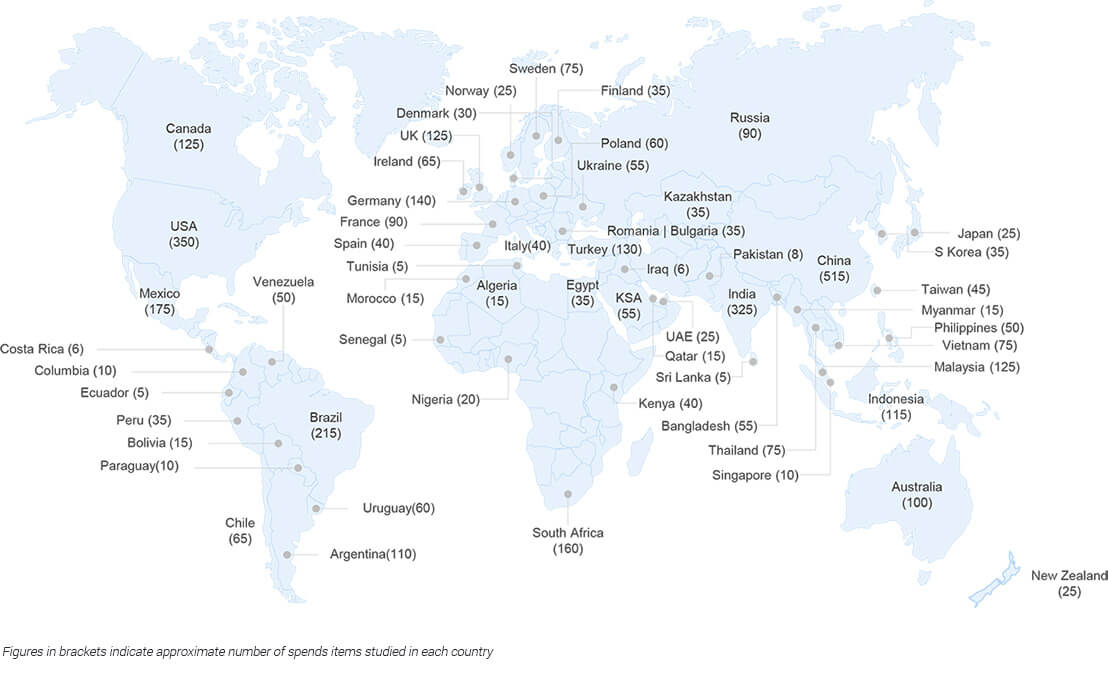 Sweden (75)
Norway (25)
Finland (35)
Denmark (30)
Russia
(90)
Canada
(125)
UK (125)
Poland (60)
Ireland (65)
Ukraine (55)
Germany (140)
Kazakhstan
(35)
France (90)
USA
(350)
Romania | Bulgaria (35)
Japan (25)
Spain (40)
Italy(40)
Turkey (130)
S Korea (35)
Pakistan (8)
China
(515)
Tunisia (5)
Iraq (6)
Venezuela
(50)
Algeria
(15)
Egypt
(35)
Mexico
(175)
Morocco (15)
KSA
(55)
India
(325)
Taiwan (45)
Myanmar (15)
Philippines (50)
Senegal (5)
UAE (25)
Vietnam (75)
Costa Rica (6)
Qatar (15)
Malaysia (125)
Columbia (10)
Sri Lanka (5)
Ecuador (5)
Nigeria (20)
Kenya (40)
Indonesia
(115)
Peru (35)
Brazil
(215)
Bangladesh (55)
Bolivia (15)
Thailand (75)
Paraguay(10)
Singapore (10)
Australia
(100)
Uruguay(60)
Chile
(65)
South Africa
(160)
Argentina(110)
New Zealand
(25)
Figures in brackets indicate approximate number of spends items studied in each country